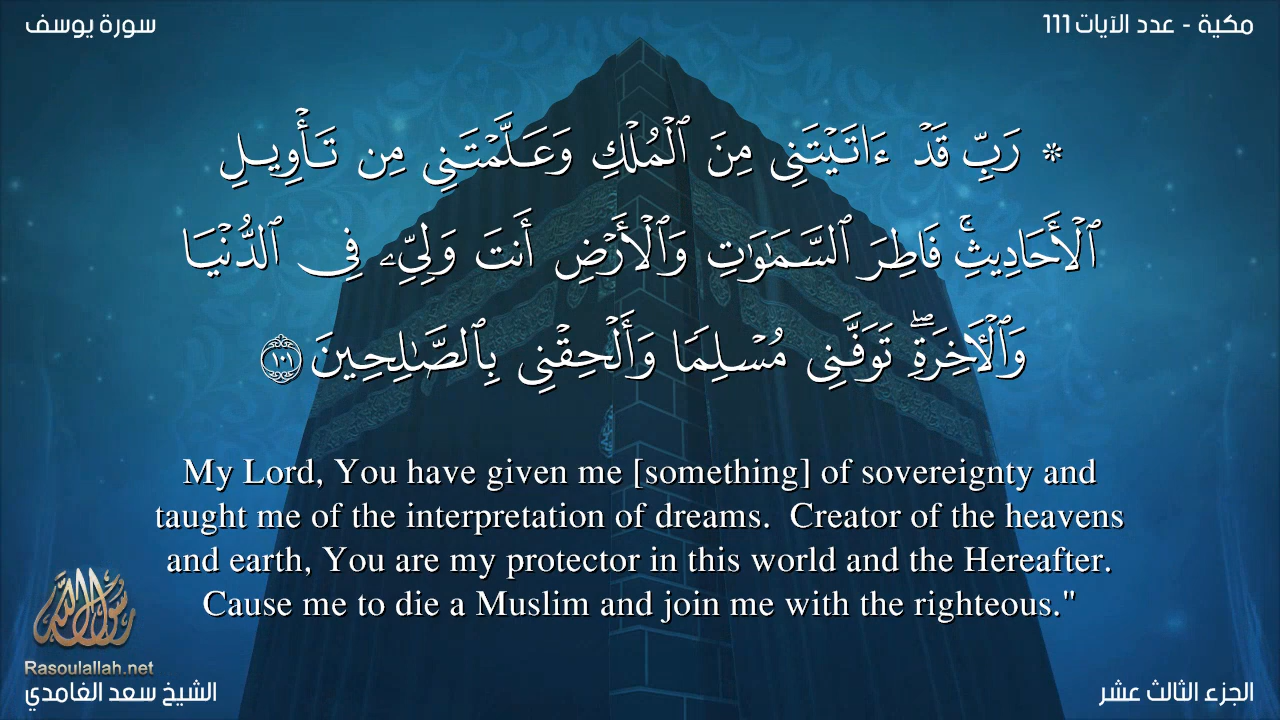 مكية - عدد الآيات 111
سورة يوسف
۞ رَبِّ قَدْ ءَاتَيْتَنِى مِنَ ٱلْمُلْكِ وَعَلَّمْتَنِى مِن تَأْوِيلِ
ٱلْأَحَادِيثِ ۚ فَاطِرَ ٱلسَّمَـٰوَٰتِ وَٱلْأَرْضِ أَنتَ وَلِىِّۦ فِى ٱلدُّنْيَا
وَٱلْـَٔاخِرَةِ ۖ تَوَفَّنِى مُسْلِمًا وَأَلْحِقْنِى بِٱلصَّـٰلِحِينَ ١٠١
My Lord, You have given me [something] of sovereignty and
taught me of the interpretation of dreams.  Creator of the heavens
and earth, You are my protector in this world and the Hereafter.
Cause me to die a Muslim and join me with the righteous."
رسول الله
Rasoulallah.net
الجزء الثالث عشر
الشيخ سعد الغامدي